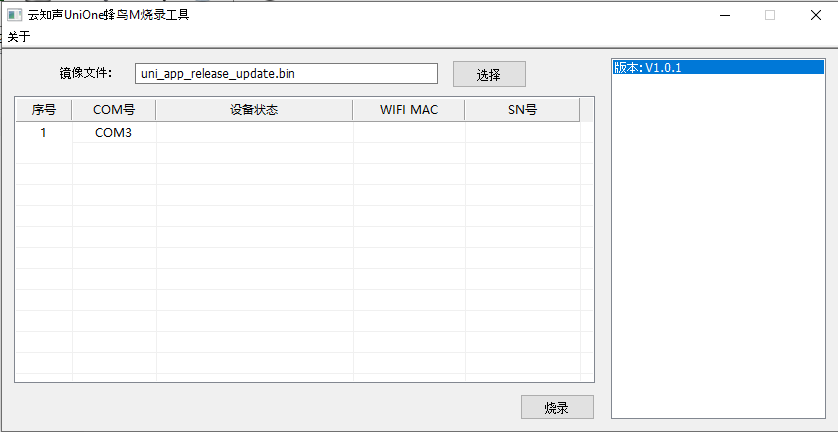 云知声UniOne蜂鸟M烧录工具
关于
镜像文件: uni_app_release_update.bin 选择
版本: V1.0.1
序号 COM号 设备状态 WIFI MAC SN号
1 COM3
烧录